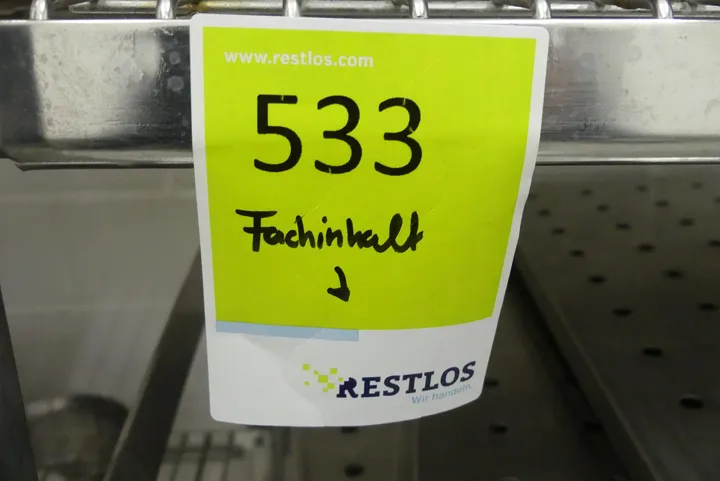 www.restlos.com
533
Fachinhalt
RESTLOS
Wir handeln.